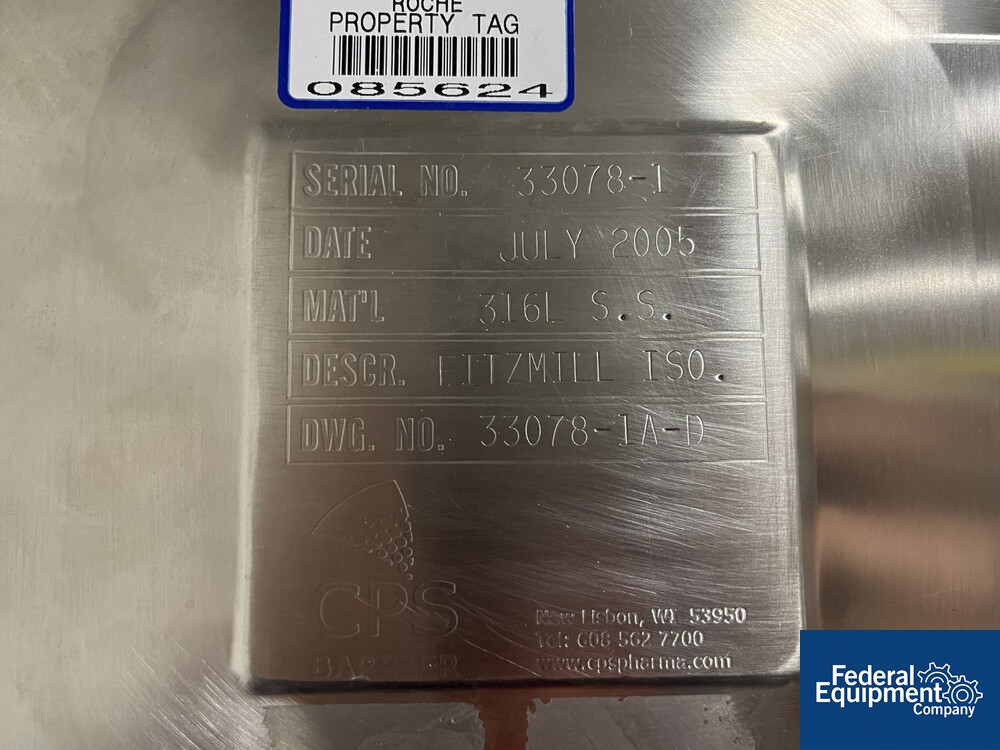 ROCHE
PROPERTY TAG
085624
SERIAL NO. 33078-1
DATE JULY 2005
MAT'L 316L S.S.
DESCR. FITZMILL ISO.
DWG. NO. 33078-1A-D
CPS
BARRIER
New Lisbon, WI 53950
Tel: 608 562 7700
www.cpspharma.com
Federal
Equipment
Company